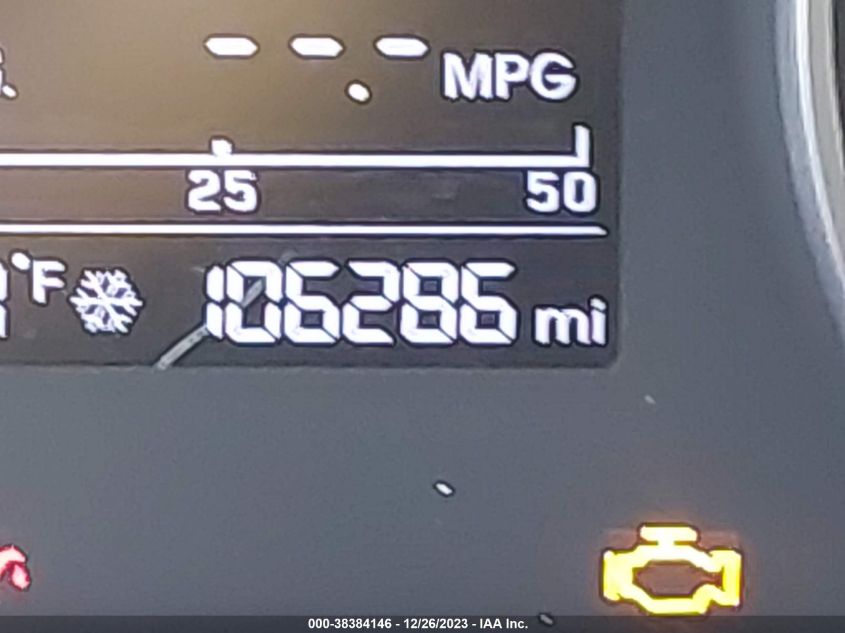 --.- MPG
25 50
°F 106286 mi
000-38384146 - 12/26/2023 - IAA Inc.